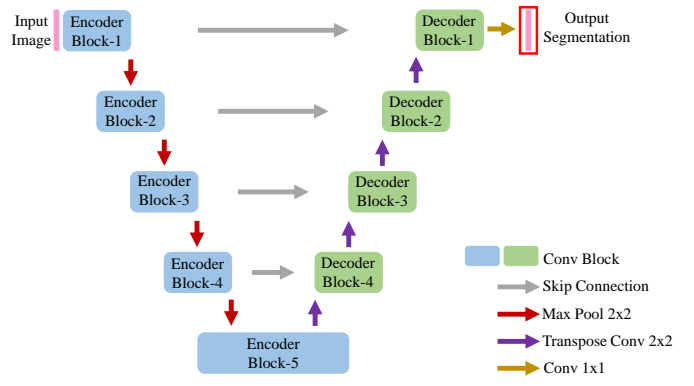 Input
Image
Encoder
Block-1
Decoder
Block-1
Output
Segmentation
Encoder
Block-2
Decoder
Block-2
Encoder
Block-3
Decoder
Block-3
Encoder
Block-4
Decoder
Block-4
Encoder
Block-5
Conv Block
Skip Connection
Max Pool 2x2
Transpose Conv 2x2
Conv 1x1